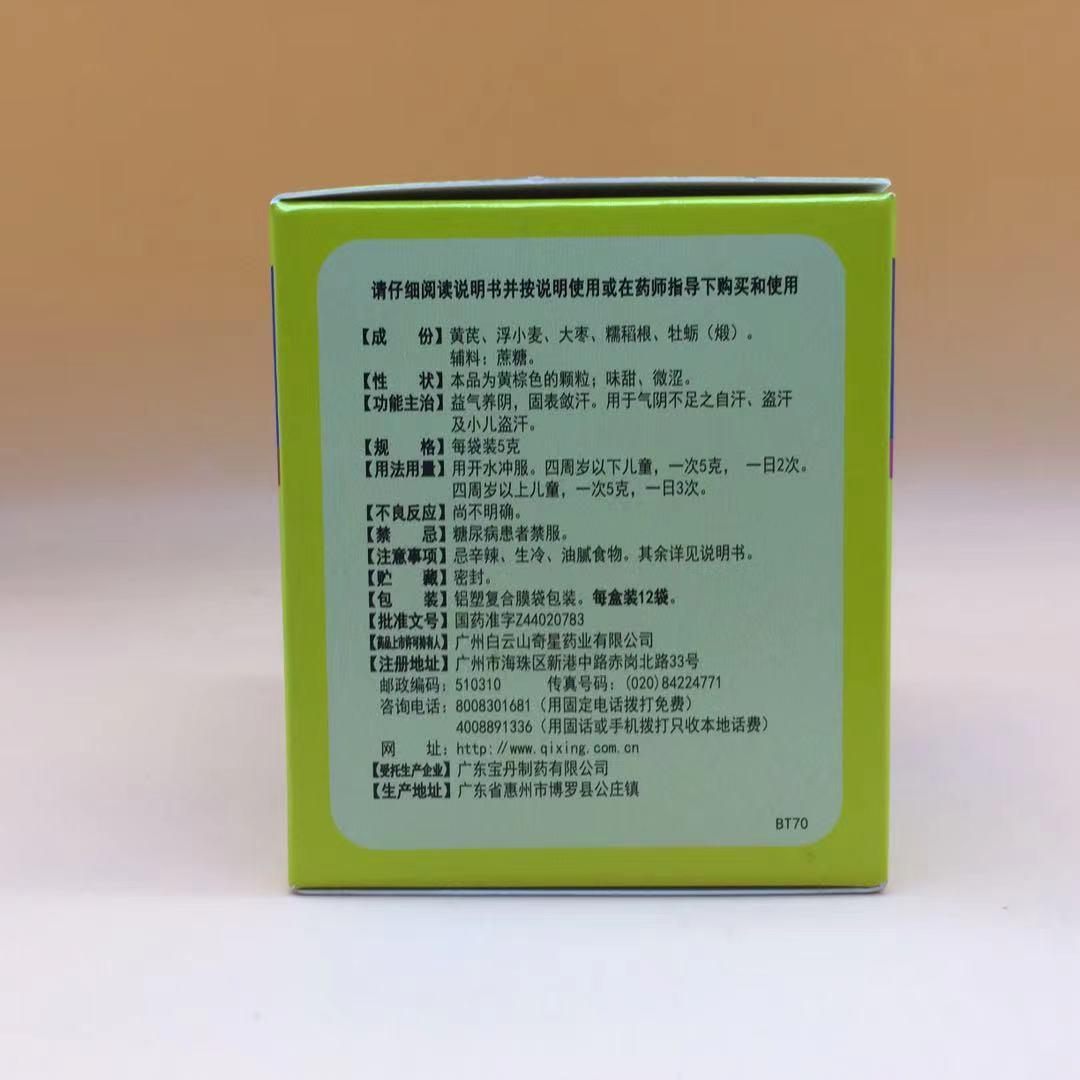 请仔细阅读说明书并按说明使用或在药师指导下购买和使用
【成 份】黄芪、浮小麦、大枣、糯稻根、牡蛎（煅）。
辅料：蔗糖。
【性 状】本品为黄棕色的颗粒；味甜、微涩。
【功能主治】益气养阴，固表敛汗。用于气阴不足之自汗、盗汗
及小儿盗汗。
【规 格】每袋装5克
【用法用量】用开水冲服。四周岁以下儿童，一次5克， 一日2次。
四周岁以上儿童，一次5克，一日3次。
【不良反应】尚不明确。
【禁 忌】糖尿病患者禁服。
【注意事项】忌辛辣、生冷、油腻食物。其余详见说明书。
【贮 藏】密封。
【包 装】铝塑复合膜袋包装。每盒装12袋。
【批准文号】国药准字Z44020783
【药品上市许可持有人】广州白云山奇星药业有限公司
【注册地址】广州市海珠区新港中路赤岗北路33号
邮政编码：510310 传真号码：(020)84224771
咨询电话：8008301681（用固定电话拨打免费）
4008891336（用固话或手机拨打只收本地话费）
网 址：http://www.qixing.com.cn
【受托生产企业】广东宝丹制药有限公司
【生产地址】广东省惠州市博罗县公庄镇
BT70